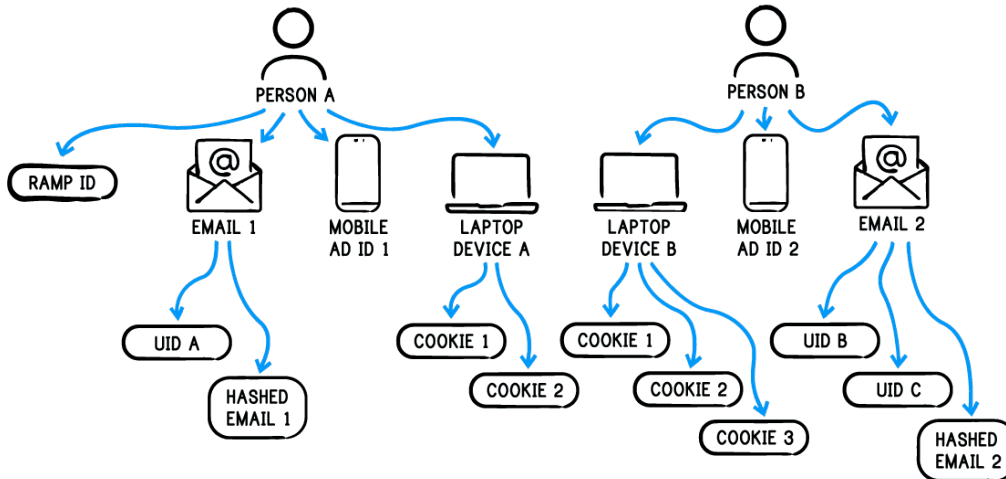 PERSON A
PERSON B
RAMP ID
EMAIL 1
MOBILE
AD ID 1
LAPTOP
DEVICE A
LAPTOP
DEVICE B
MOBILE
AD ID 2
EMAIL 2
UID A
HASHED
EMAIL 1
COOKIE 1
COOKIE 2
COOKIE 1
COOKIE 2
COOKIE 3
UID B
UID C
HASHED
EMAIL 2